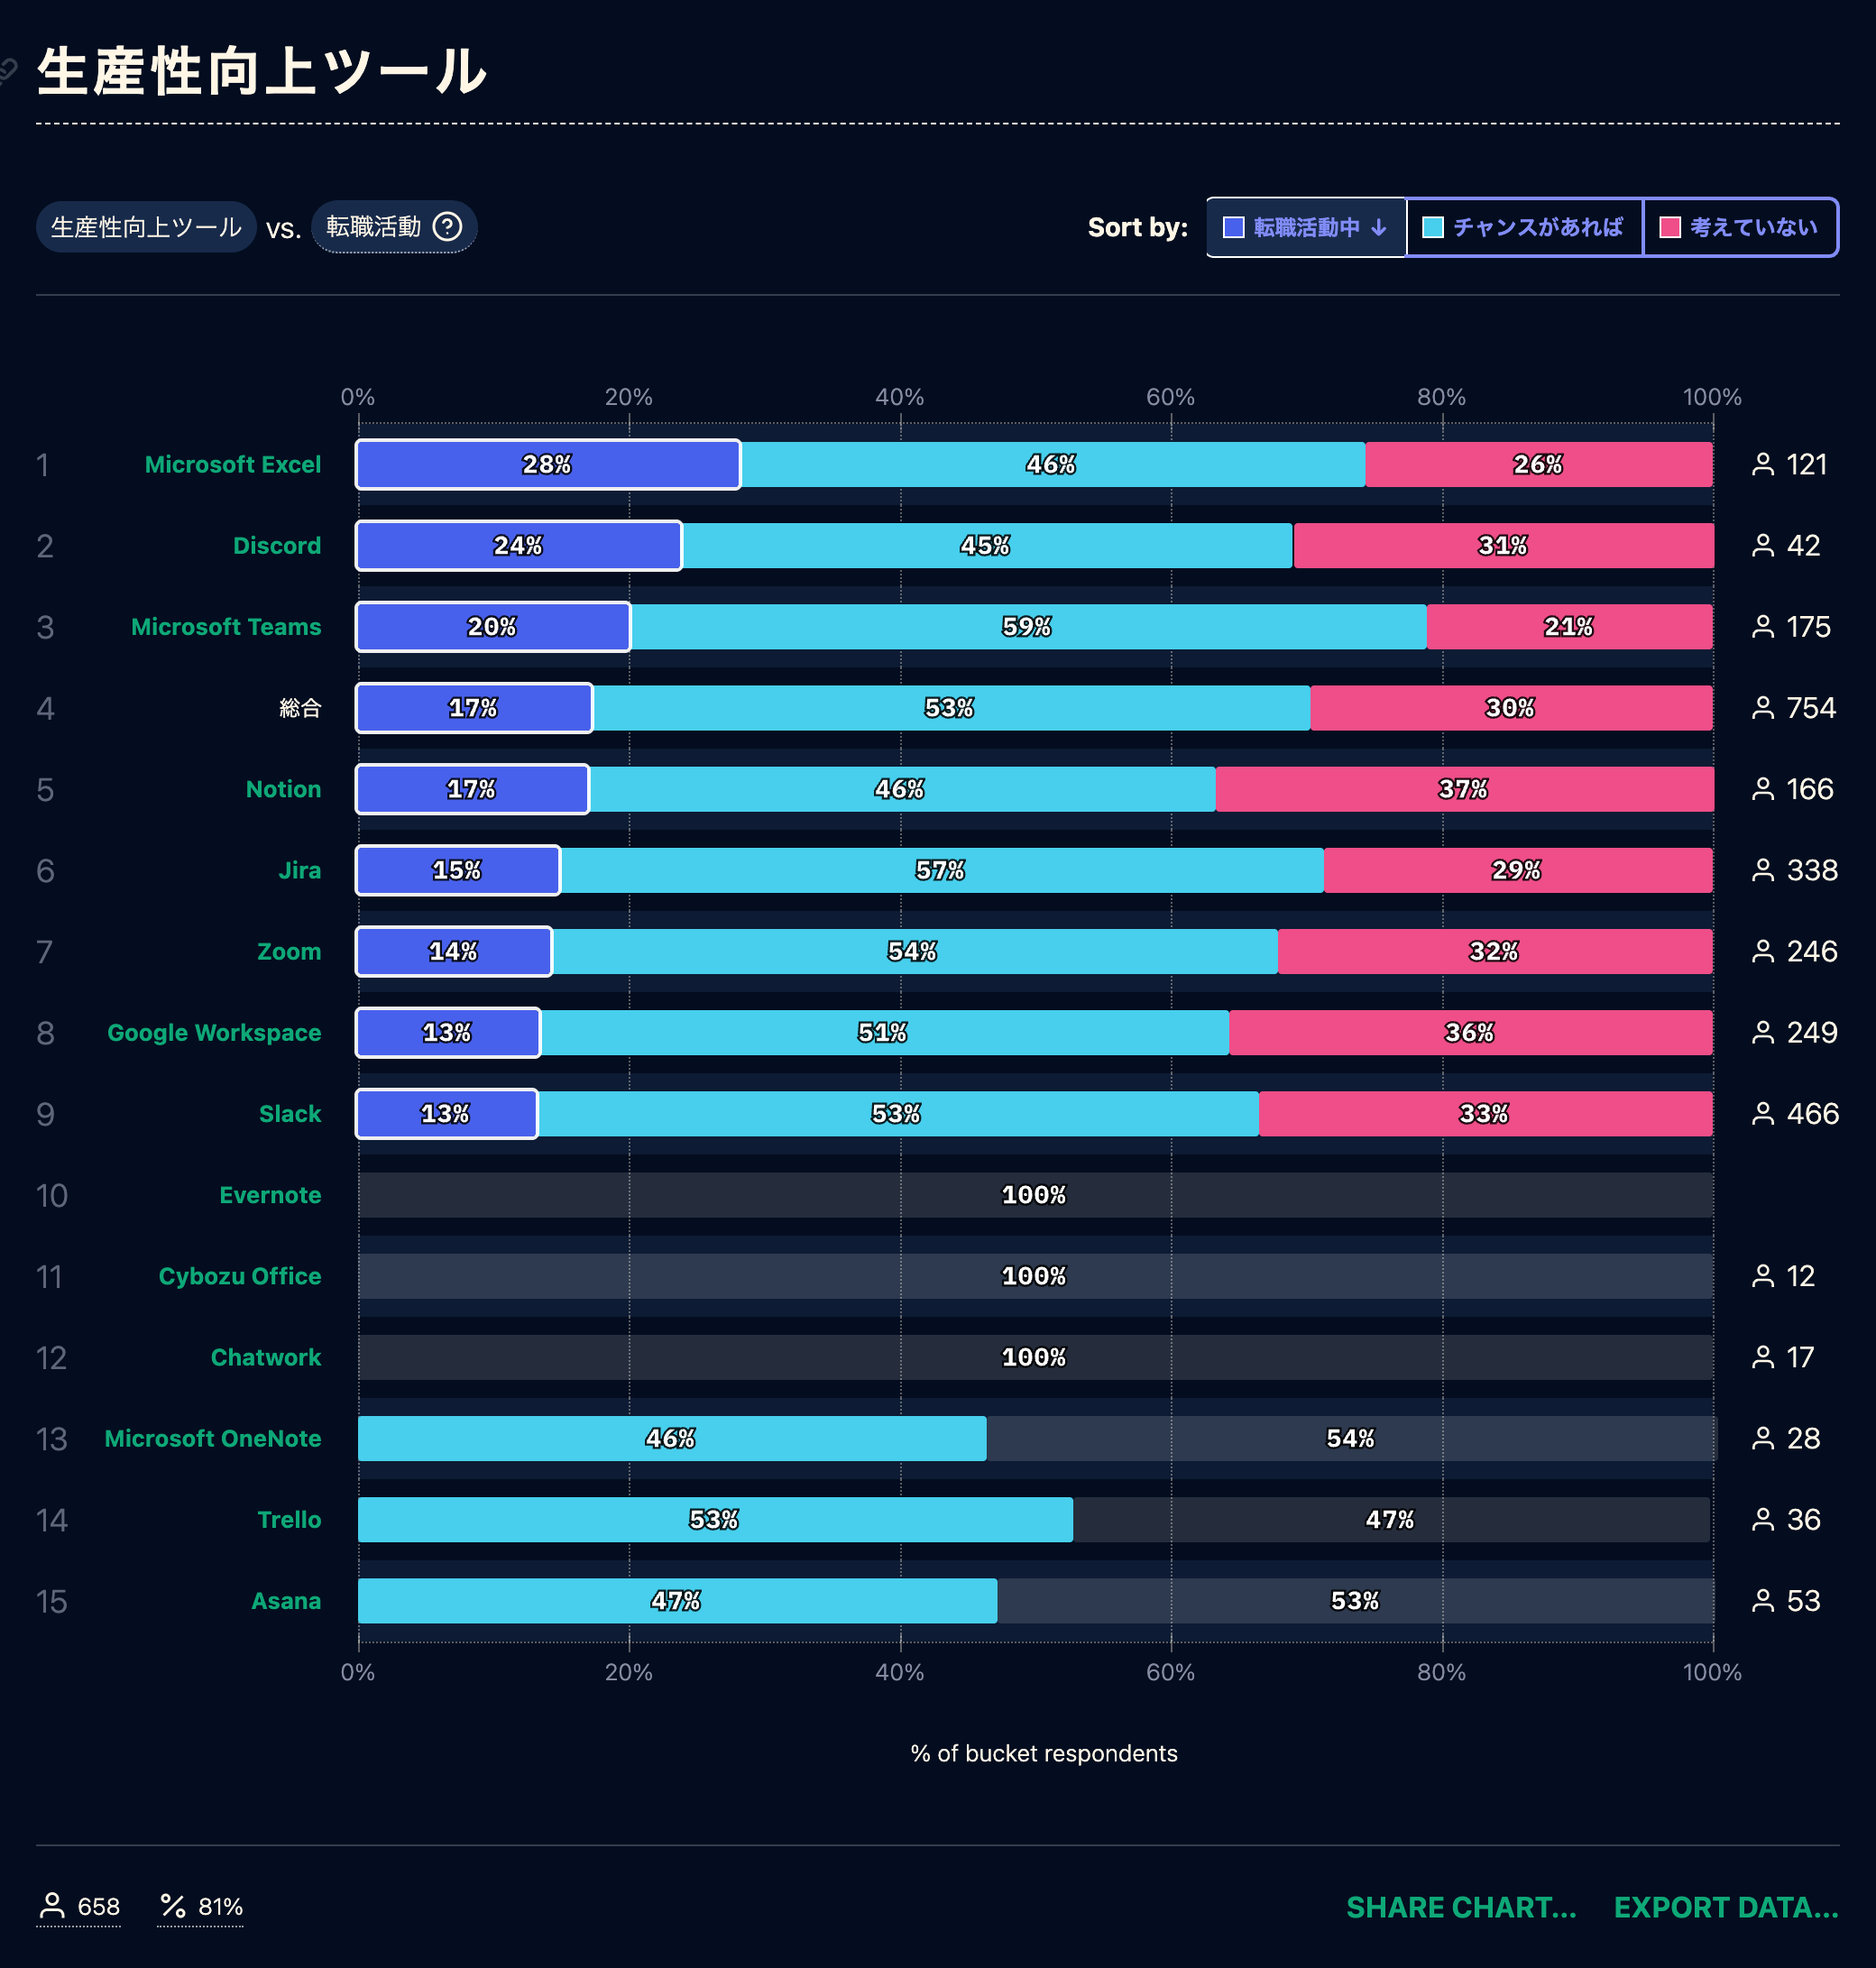 生産性向上ツール
生産性向上ツール vs. 転職活動 ?
Sort by: 転職活動中 ↓ チャンスがあれば 考えていない
0% 20% 40% 60% 80% 100%
1 Microsoft Excel 28% 46% 26% 121
2 Discord 24% 45% 31% 42
3 Microsoft Teams 20% 59% 21% 175
4 総合 17% 53% 30% 754
5 Notion 17% 46% 37% 166
6 Jira 15% 57% 29% 338
7 Zoom 14% 54% 32% 246
8 Google Workspace 13% 51% 36% 249
9 Slack 13% 53% 33% 466
10 Evernote 100%
11 Cybozu Office 100% 12
12 Chatwork 100% 17
13 Microsoft OneNote 46% 54% 28
14 Trello 53% 47% 36
15 Asana 47% 53% 53
0% 20% 40% 60% 80% 100%
% of bucket respondents
658 % 81% SHARE CHART... EXPORT DATA...